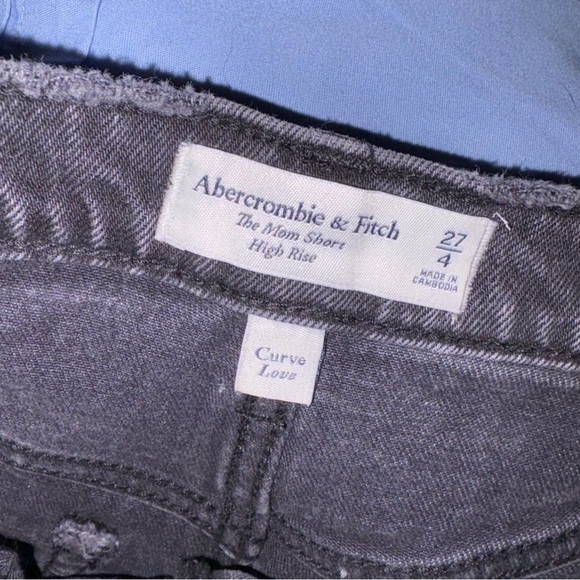 Abercrombie & Fitch
The Mom Short
High Rise
27
4
MADE IN
CAMBODIA
Curve
Love